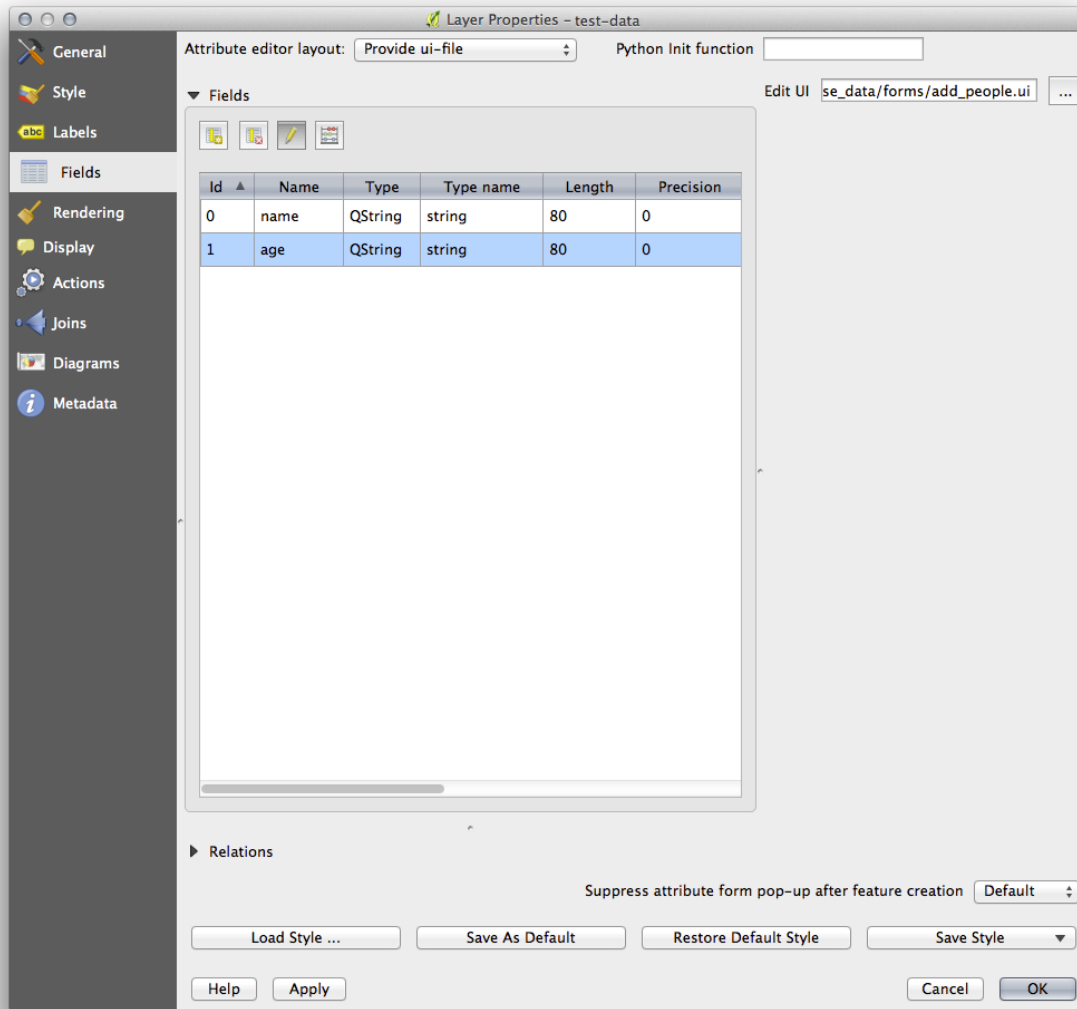 Layer Properties – test-data
General
Style
abc Labels
Fields
Rendering
Display
Actions
Joins
Diagrams
i Metadata
Attribute editor layout: Provide ui-file Python Init function
Fields
Edit UI se_data/forms/add_people.ui ...
Id Name Type Type name Length Precision
0 name QString string 80 0
1 age QString string 80 0
Relations
Suppress attribute form pop-up after feature creation Default
Load Style ... Save As Default Restore Default Style Save Style
Help Apply Cancel OK